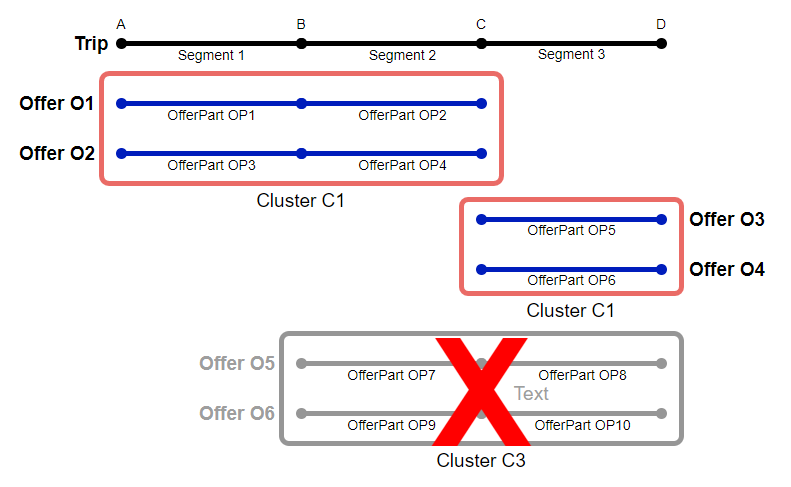 A B C D
Trip
Segment 1 Segment 2 Segment 3
Offer O1
OfferPart OP1 OfferPart OP2
Offer O2
OfferPart OP3 OfferPart OP4
Cluster C1
Offer O3
OfferPart OP5
Offer O4
OfferPart OP6
Cluster C1
Offer O5
OfferPart OP7 OfferPart OP8
Text
Offer O6
OfferPart OP9 OfferPart OP10
Cluster C3